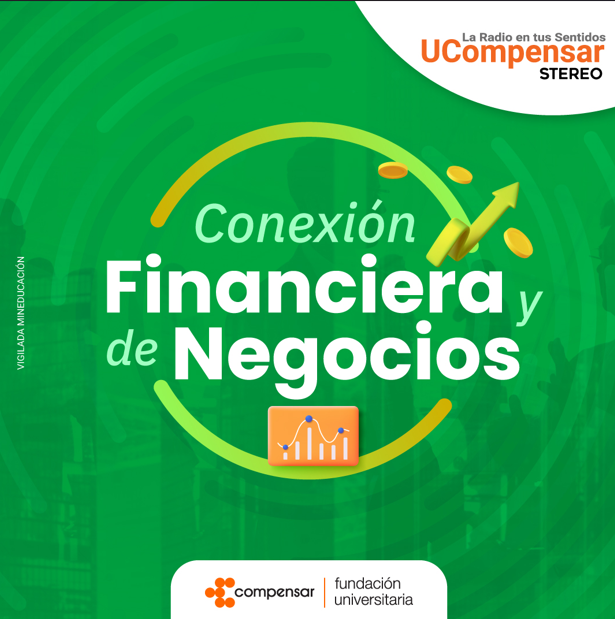 La Radio en tus Sentidos
UCompensar
STEREO
Conexión
Financiera y
de Negocios
VIGILADA MINEDUCACIÓN
compensar
fundación
universitaria